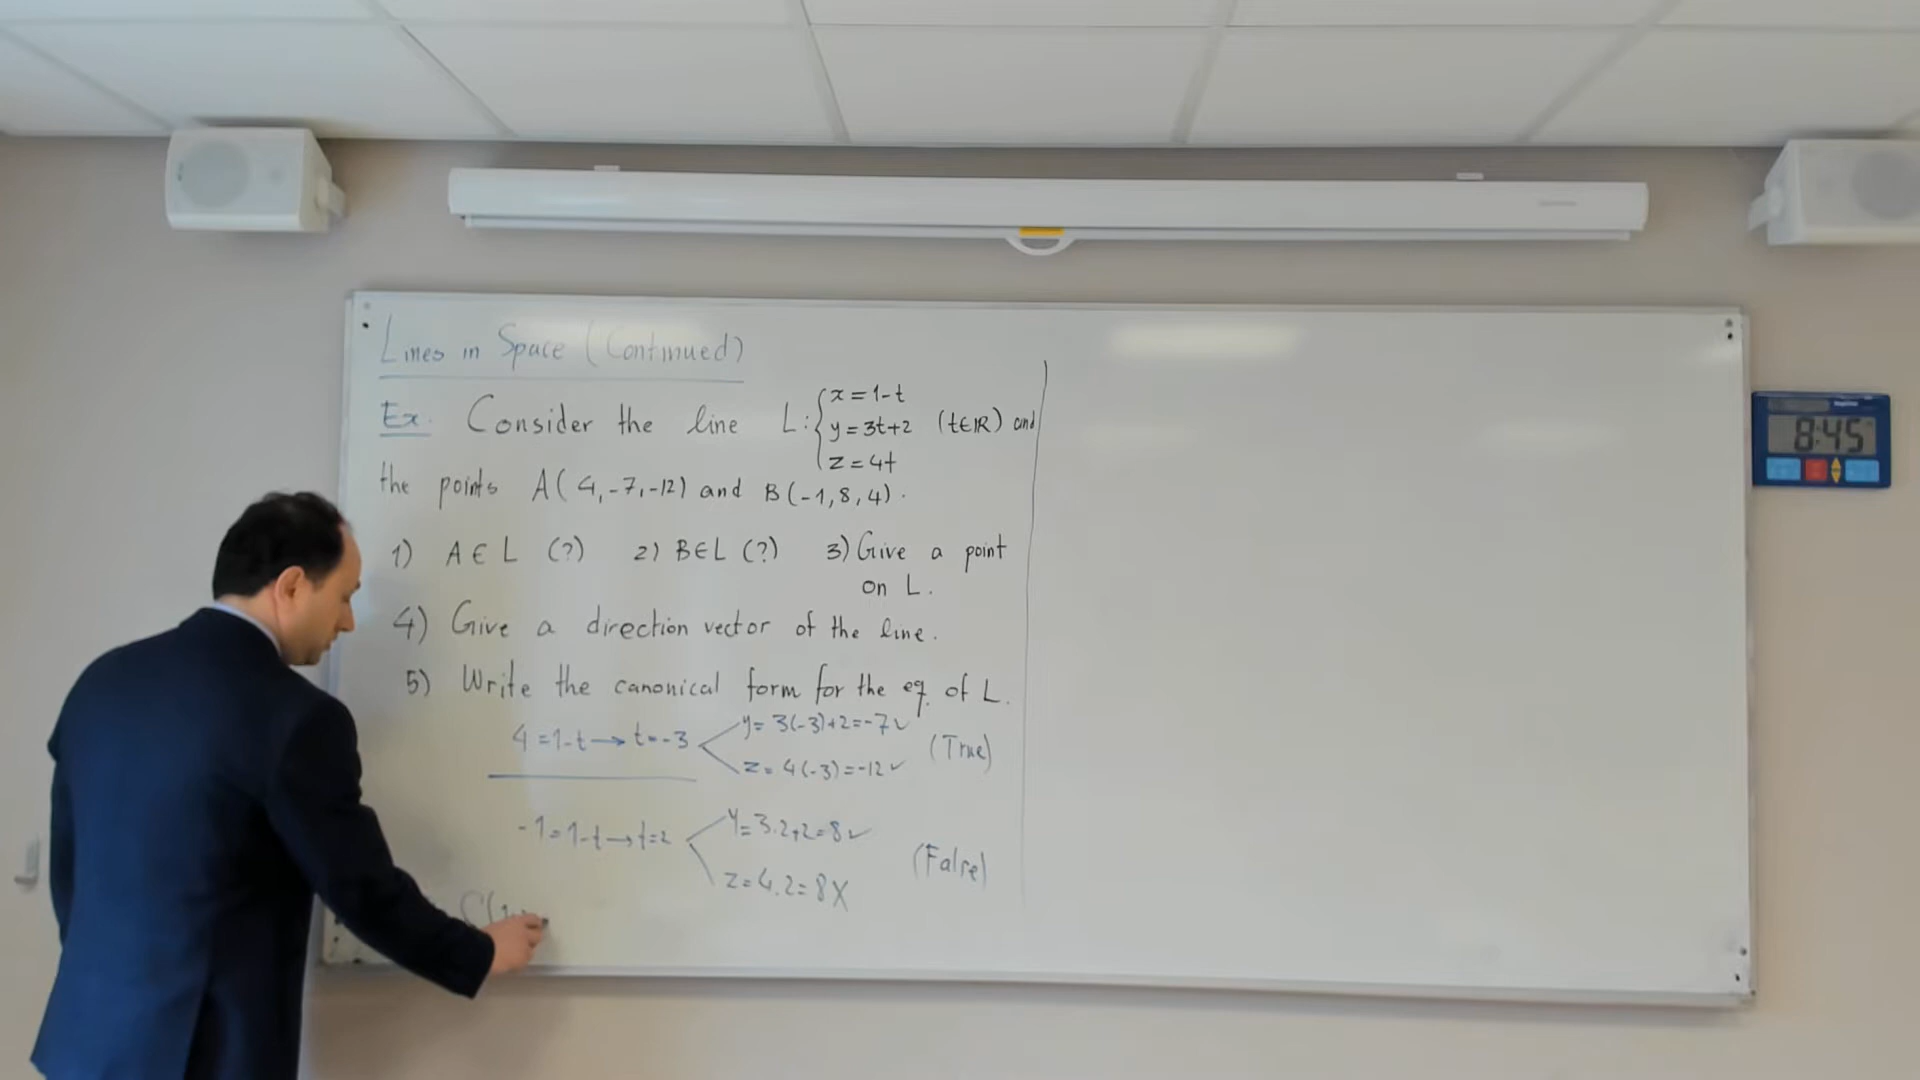 Lines in Space (Continued)
Ex. Consider the line L: { x = 1-t
y = 3t+2 (t∈ℝ) and
z = 4t
the points A(4,-7,-12) and B(-1,8,4).
1) A ∈ L (?) 2) B∈L (?) 3) Give a point
on L.
4) Give a direction vector of the line.
5) Write the canonical form for the eq. of L.
4 = 1-t → t = -3 y = 3(-3)+2 = -7 ✓
z = 4(-3) = -12 ✓ (True)
-1 = 1-t → t=2 y = 3.2+2 = 8 ✓
z = 4.2 = 8 X (False)
C(1,
8:45